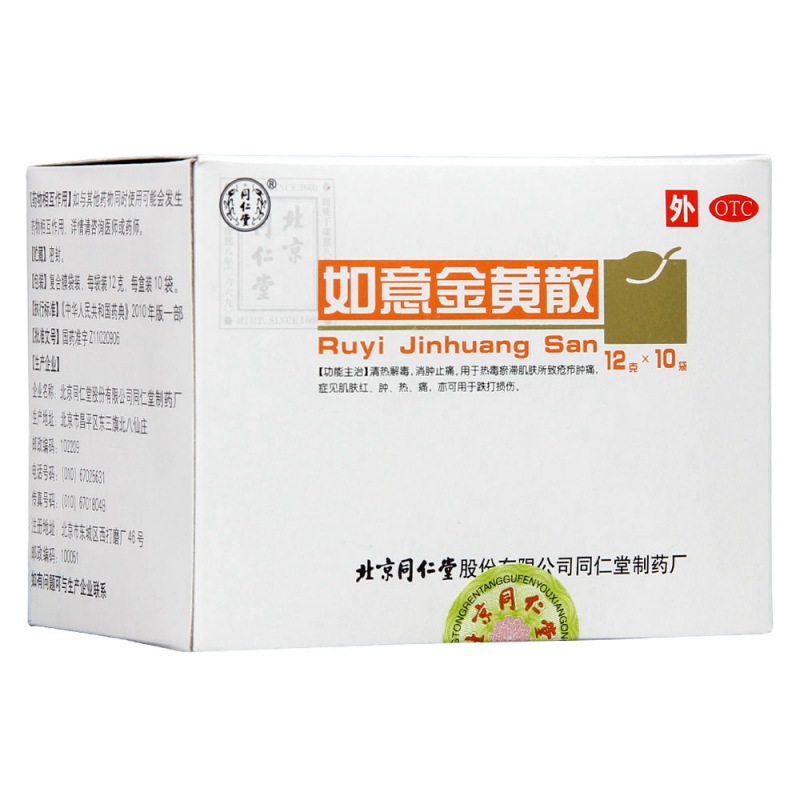 【药物相互作用】如与其他药物同时使用可能会发生
药物相互作用，详情请咨询医师或药师。
【贮藏】密封。
【包装】复合膜袋装，每袋装12克，每盒装10袋。
【执行标准】《中华人民共和国药典》2010年版一部
【批准文号】国药准字Z11020906
【生产企业】
企业名称：北京同仁堂股份有限公司同仁堂制药厂
生产地址：北京市昌平区东三旗北八仙庄
邮政编码：102209
电话号码：(010) 67025631
传真号码：(010) 67018049
注册地址：北京市东城区西打磨厂46号
邮政编码：100051
如有问题可与生产企业联系
同仁堂
®
北京
同仁堂
外
OTC
如意金黄散
Ruyi Jinhuang San
12克×10袋
【功能主治】清热解毒，消肿止痛。用于热毒瘀滞肌肤所致疮疖肿痛，
症见肌肤红、肿、热、痛，亦可用于跌打损伤。
北京同仁堂股份有限公司同仁堂制药厂
GTONGRENTANGGUFENYOUXIANGONG
京同仁堂